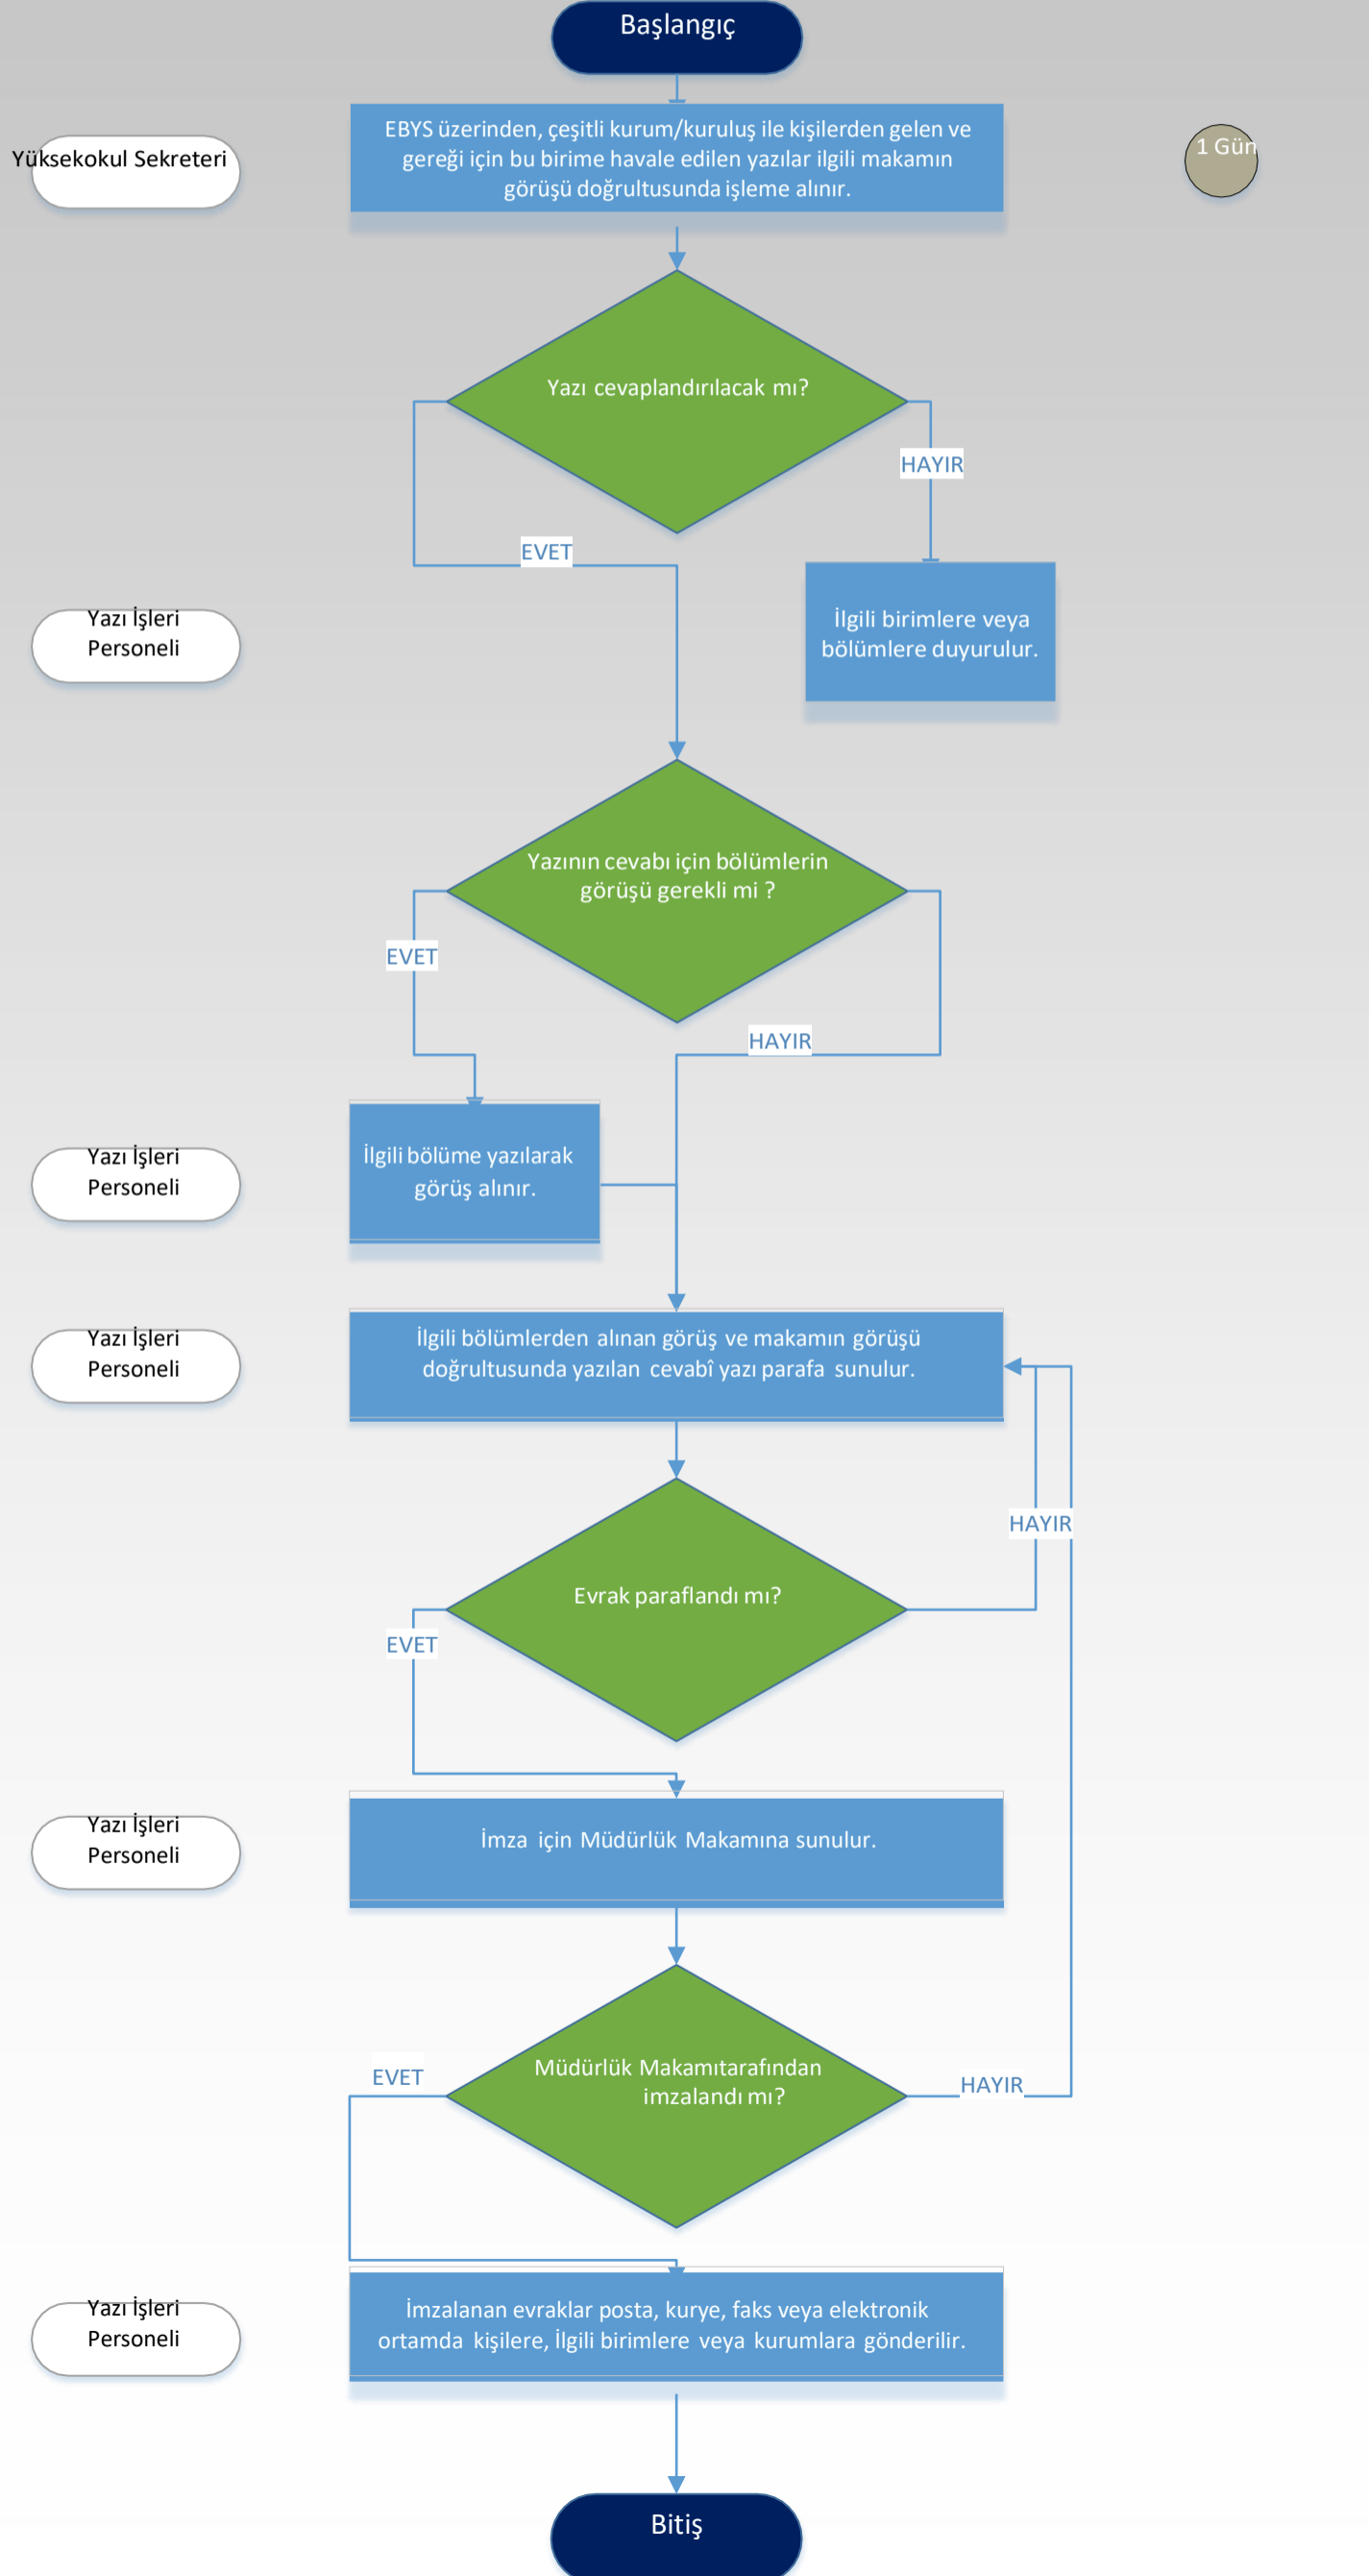 Başlangıç
Yüksekokul Sekreteri
EBYS üzerinden, çeşitli kurum/kuruluş ile kişilerden gelen ve
gereği için bu birime havale edilen yazılar ilgili makamın
görüşü doğrultusunda işleme alınır.
1 Gün
Yazı cevaplandırılacak mı?
HAYIR
EVET
Yazı İşleri
Personeli
İlgili birimlere veya
bölümlere duyurulur.
Yazının cevabı için bölümlerin
görüşü gerekli mi ?
EVET
HAYIR
Yazı İşleri
Personeli
İlgili bölüme yazılarak
görüş alınır.
Yazı İşleri
Personeli
İlgili bölümlerden alınan görüş ve makamın görüşü
doğrultusunda yazılan cevabî yazı parafa sunulur.
HAYIR
Evrak paraflandı mı?
EVET
Yazı İşleri
Personeli
İmza için Müdürlük Makamına sunulur.
Müdürlük Makamıtarafından
imzalandı mı?
EVET
HAYIR
Yazı İşleri
Personeli
İmzalanan evraklar posta, kurye, faks veya elektronik
ortamda kişilere, İlgili birimlere veya kurumlara gönderilir.
Bitiş